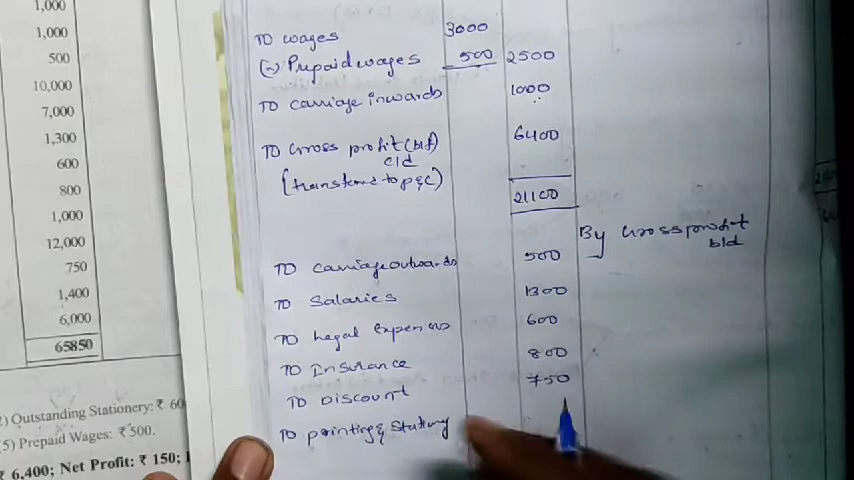 1,000
1,000
500
10,000
7,000
1,300
600
800
1,000
12,000
750
1,400
6,000
65850
2) Outstanding Stationery: ₹ 60
(5) Prepaid Wages: ₹ 500.
₹ 6,400; Net Profit: ₹ 150;
To wages 3000
(-) Prepaid wages 500 2500
To carriage inwards 1000
To Gross profit (b/f) 6400
c/d
(transferred to p&l)
21100
By Gross profit
b/d
To carriage outwards 500
To Salaries 1300
To Legal Expenses 600
To Insurance 800
To Discount 750
To printing & Stationery